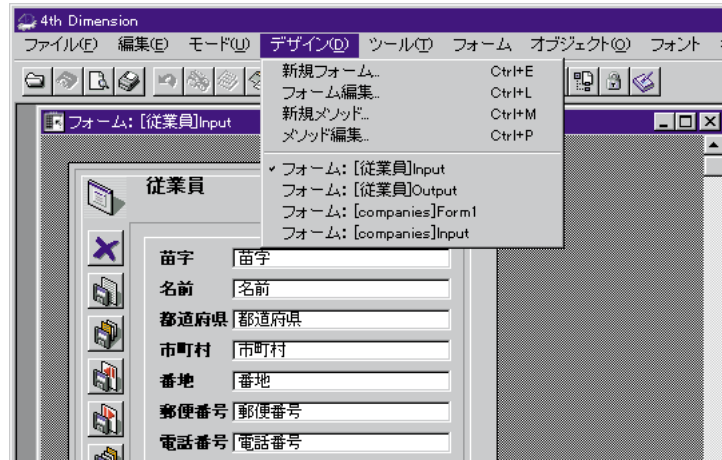 4th Dimension
ファイル(F) 編集(E) モード(U) デザイン(D) ツール(T) フォーム オブジェクト(O) フォント
新規フォーム... Ctrl+E
フォーム編集... Ctrl+L
新規メソッド... Ctrl+M
メソッド編集... Ctrl+P
フォーム: [従業員]Input
✓ フォーム: [従業員]Input
フォーム: [従業員]Output
フォーム: [companies]Form1
フォーム: [companies]Input
従業員
苗字 苗字
名前 名前
都道府県 都道府県
市町村 市町村
番地 番地
郵便番号 郵便番号
電話番号 電話番号